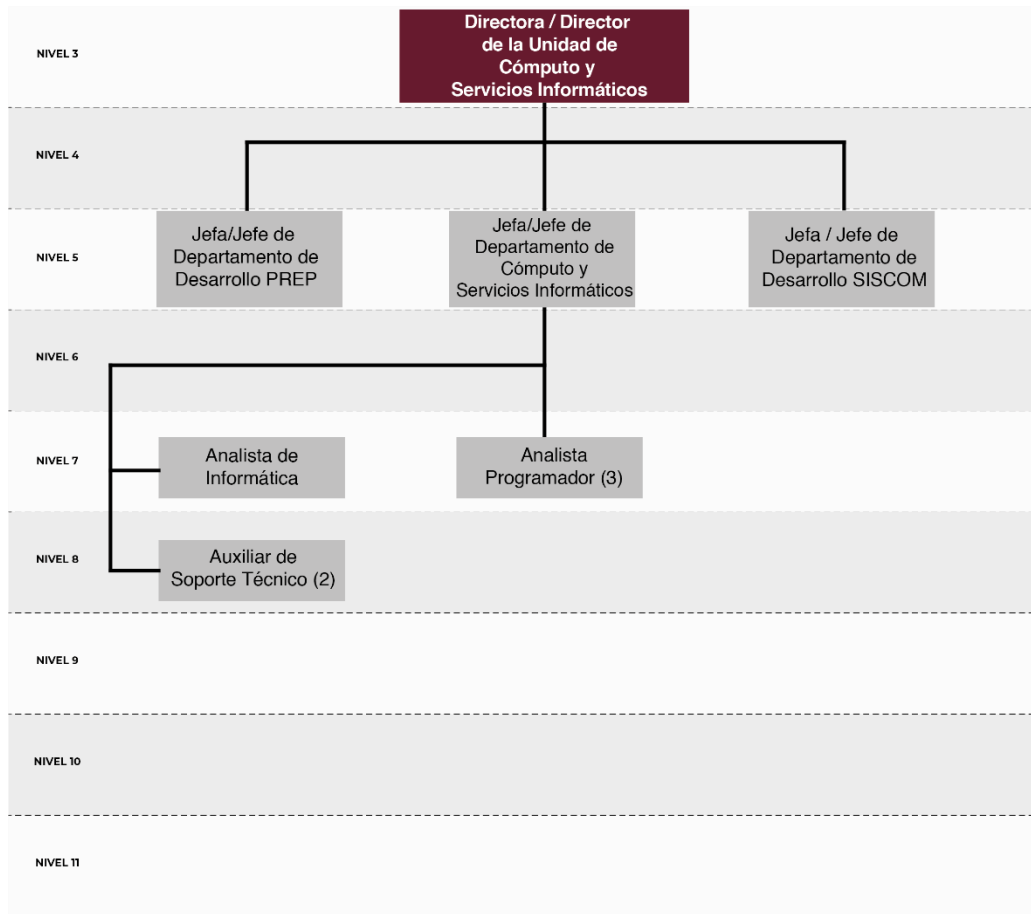 NIVEL 3
Directora / Director
de la Unidad de
Cómputo y
Servicios Informáticos
NIVEL 4
NIVEL 5
Jefa/Jefe de
Departamento de
Desarrollo PREP
Jefa/Jefe de
Departamento de
Cómputo y
Servicios Informáticos
Jefa / Jefe de
Departamento de
Desarrollo SISCOM
NIVEL 6
NIVEL 7
Analista de
Informática
Analista
Programador (3)
NIVEL 8
Auxiliar de
Soporte Técnico (2)
NIVEL 9
NIVEL 10
NIVEL 11